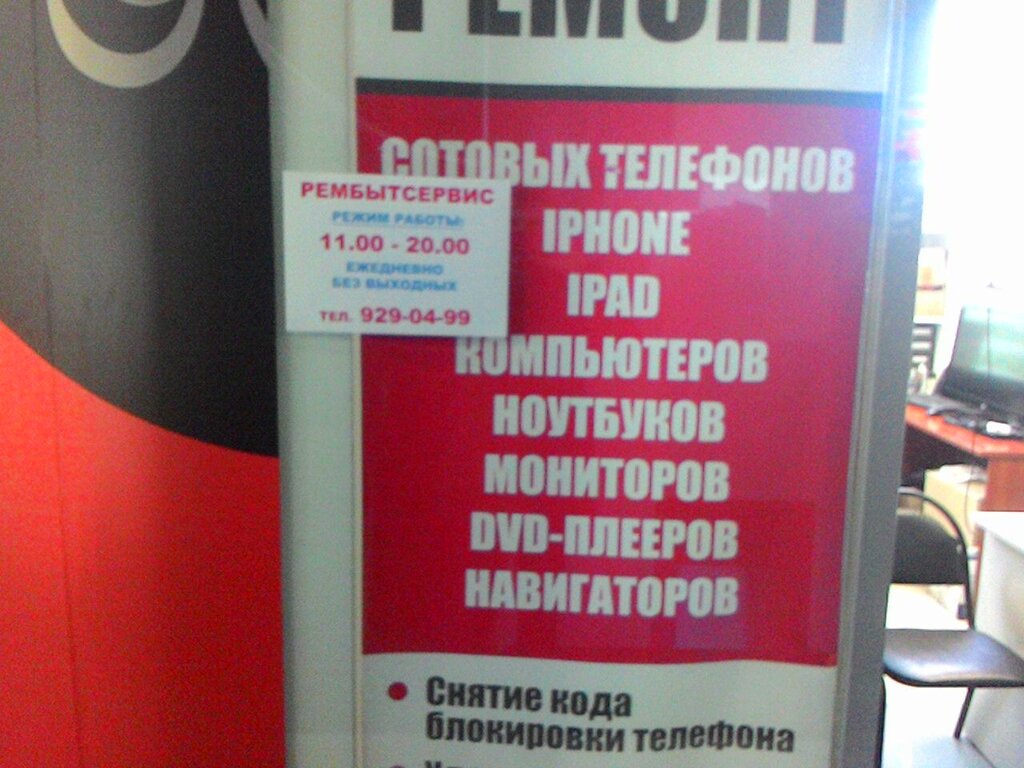 РЕМОНТ
СОТОВЫХ ТЕЛЕФОНОВ
IPHONE
IPAD
КОМПЬЮТЕРОВ
НОУТБУКОВ
МОНИТОРОВ
DVD-ПЛЕЕРОВ
НАВИГАТОРОВ
РЕМБЫТСЕРВИС
РЕЖИМ РАБОТЫ:
11.00 - 20.00
ЕЖЕДНЕВНО
БЕЗ ВЫХОДНЫХ
ТЕЛ. 929-04-99
• Снятие кода
блокировки телефона